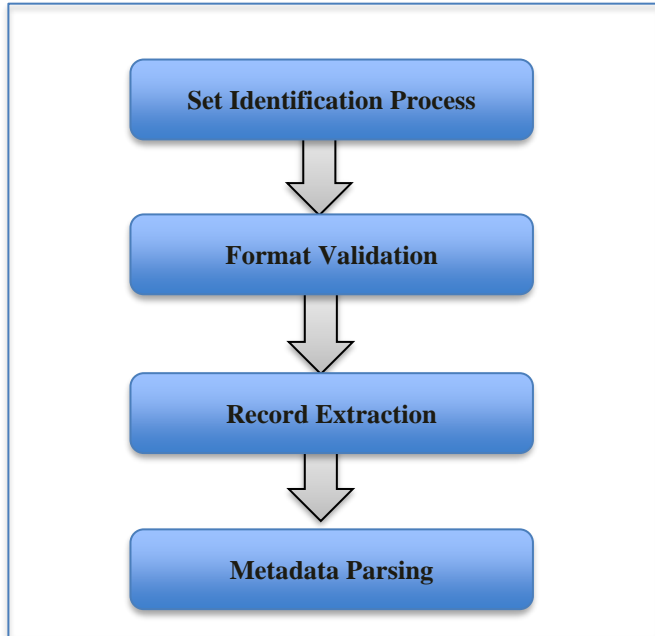 Set Identification Process
Format Validation
Record Extraction
Metadata Parsing